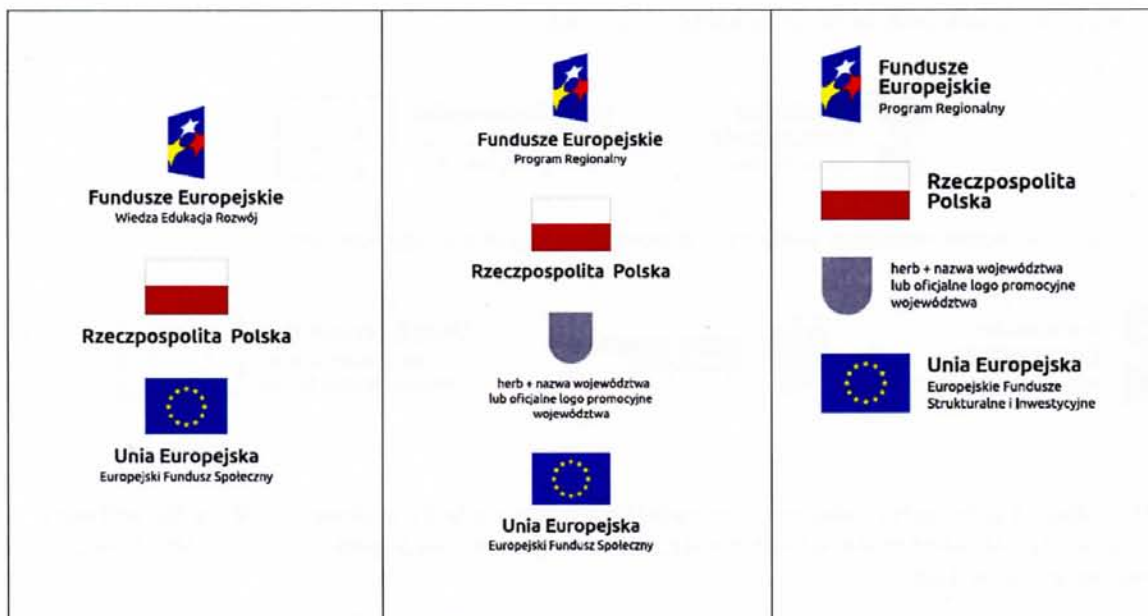 Fundusze Europejskie
Wiedza Edukacja Rozwój
Rzeczpospolita Polska
Unia Europejska
Europejski Fundusz Społeczny
Fundusze Europejskie
Program Regionalny
Rzeczpospolita Polska
herb + nazwa województwa
lub oficjalne logo promocyjne
województwa
Unia Europejska
Europejski Fundusz Społeczny
Fundusze
Europejskie
Program Regionalny
Rzeczpospolita
Polska
herb + nazwa województwa
lub oficjalne logo promocyjne
województwa
Unia Europejska
Europejskie Fundusze
Strukturalne i Inwestycyjne